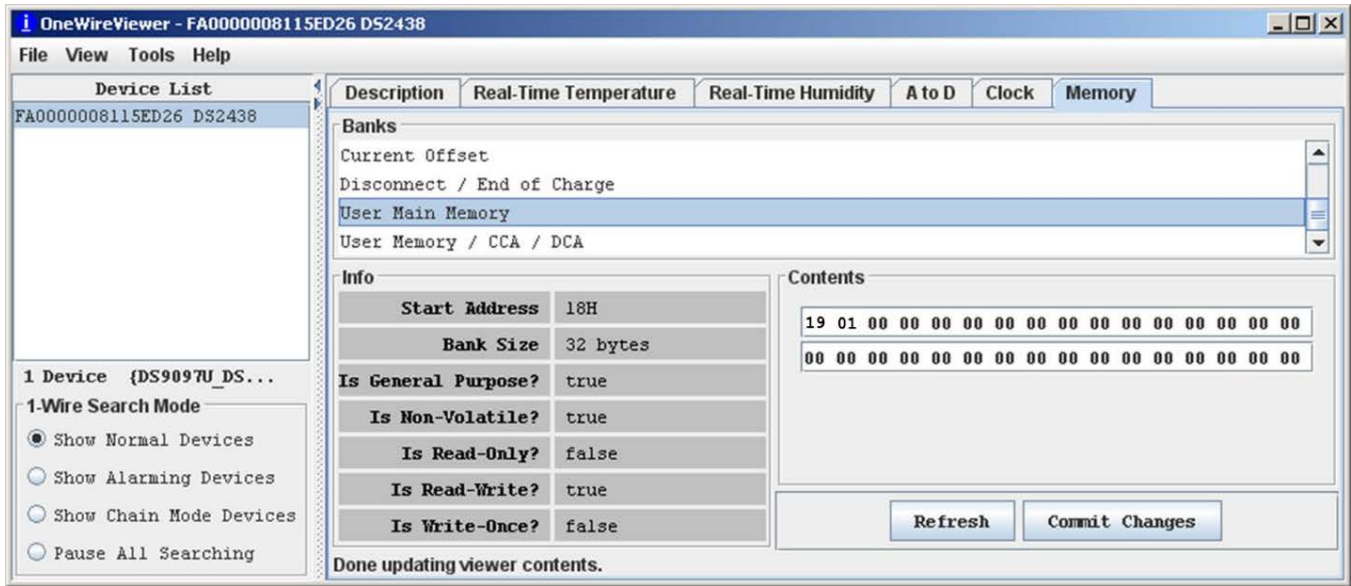 OneWireViewer - FA0000008115ED26 DS2438
File View Tools Help
Device List
FA0000008115ED26 DS2438
1 Device {DS9097U_DS...
1-Wire Search Mode
Show Normal Devices
Show Alarming Devices
Show Chain Mode Devices
Pause All Searching
Description Real-Time Temperature Real-Time Humidity A to D Clock Memory
Banks
Current Offset
Disconnect / End of Charge
User Main Memory
User Memory / CCA / DCA
Info
Start Address 18H
Bank Size 32 bytes
Is General Purpose? true
Is Non-Volatile? true
Is Read-Only? false
Is Read-Write? true
Is Write-Once? false
Contents
19 01 00 00 00 00 00 00 00 00 00 00 00 00 00 00
00 00 00 00 00 00 00 00 00 00 00 00 00 00 00 00
Refresh Commit Changes
Done updating viewer contents.